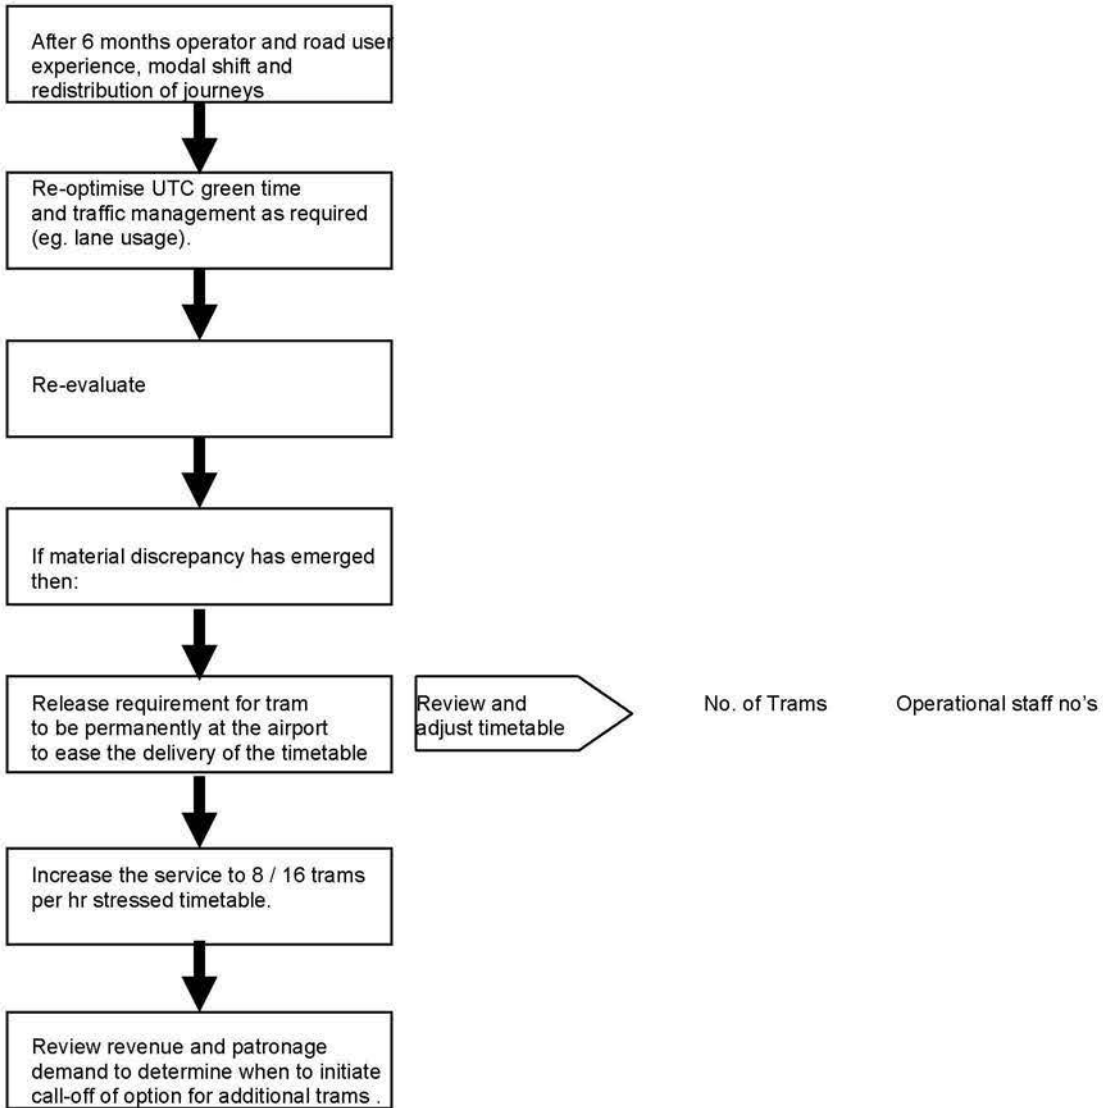 After 6 months operator and road user
experience, modal shift and
redistribution of journeys
Re-optimise UTC green time
and traffic management as required
(eg. lane usage).
Re-evaluate
If material discrepancy has emerged
then:
Release requirement for tram
to be permanently at the airport
to ease the delivery of the timetable
Review and
adjust timetable
No. of Trams
Operational staff no's
Increase the service to 8 / 16 trams
per hr stressed timetable.
Review revenue and patronage
demand to determine when to initiate
call-off of option for additional trams .